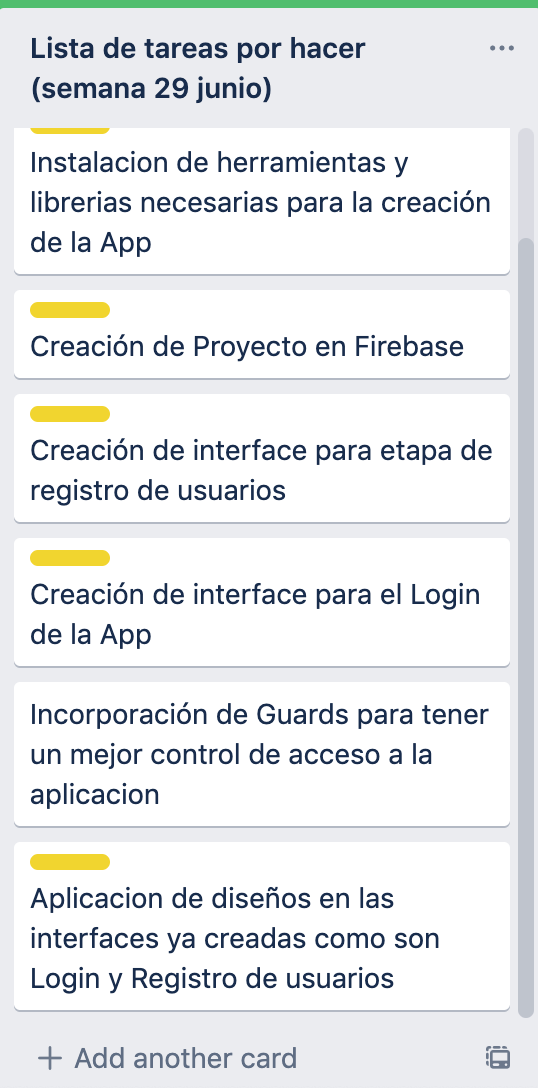 Lista de tareas por hacer
(semana 29 junio)
Instalacion de herramientas y
librerias necesarias para la creación
de la App
Creación de Proyecto en Firebase
Creación de interface para etapa de
registro de usuarios
Creación de interface para el Login
de la App
Incorporación de Guards para tener
un mejor control de acceso a la
aplicacion
Aplicacion de diseños en las
interfaces ya creadas como son
Login y Registro de usuarios
Add another card